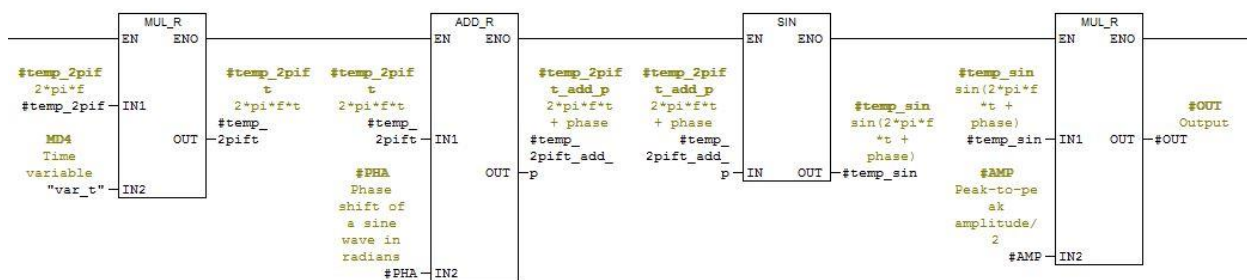 MUL_R
EN ENO
#temp_2pif
2*pi*f
#temp_2pif
IN1
MD4
Time
variable
"var_t"
IN2
OUT
#temp_2pif
t
2*pi*f*t
#temp_
2pift
ADD_R
EN ENO
#temp_2pif
t
2*pi*f*t
#temp_
2pift
IN1
#PHA
Phase
shift of
a sine
wave in
radians
#PHA
IN2
OUT
#temp_2pif
t_add_p
2*pi*f*t
+ phase
#temp_
2pift_add_
p
SIN
EN ENO
#temp_2pif
t_add_p
2*pi*f*t
+ phase
#temp_
2pift_add_
p
IN
OUT
#temp_sin
sin(2*pi*f
*t +
phase)
#temp_sin
MUL_R
EN ENO
#temp_sin
sin(2*pi*f
*t +
phase)
#temp_sin
IN1
#AMP
Peak-to-pe
ak
amplitude/
2
#AMP
IN2
OUT
#OUT
Output
#OUT